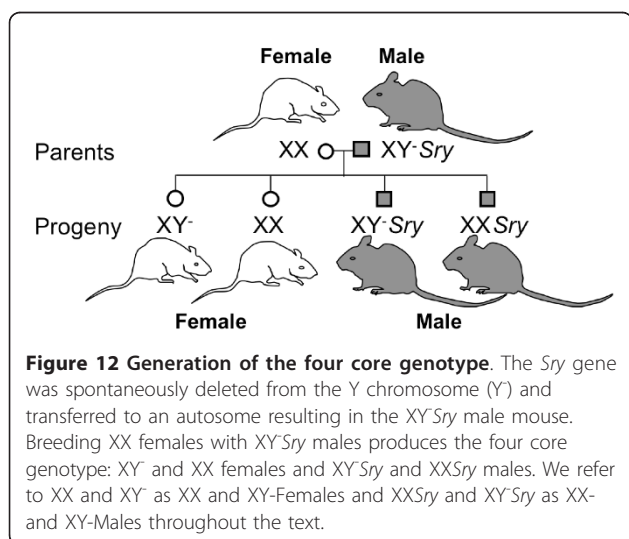 Female Male
Parents XX XY⁻Sry
Progeny XY⁻ XX XY⁻Sry XXSry
Female Male
Figure 12 Generation of the four core genotype. The Sry gene
was spontaneously deleted from the Y chromosome (Y⁻) and
transferred to an autosome resulting in the XY⁻Sry male mouse.
Breeding XX females with XY⁻Sry males produces the four core
genotype: XY⁻ and XX females and XY⁻Sry and XXSry males. We refer
to XX and XY⁻ as XX and XY-Females and XXSry and XY⁻Sry as XX-
and XY-Males throughout the text.